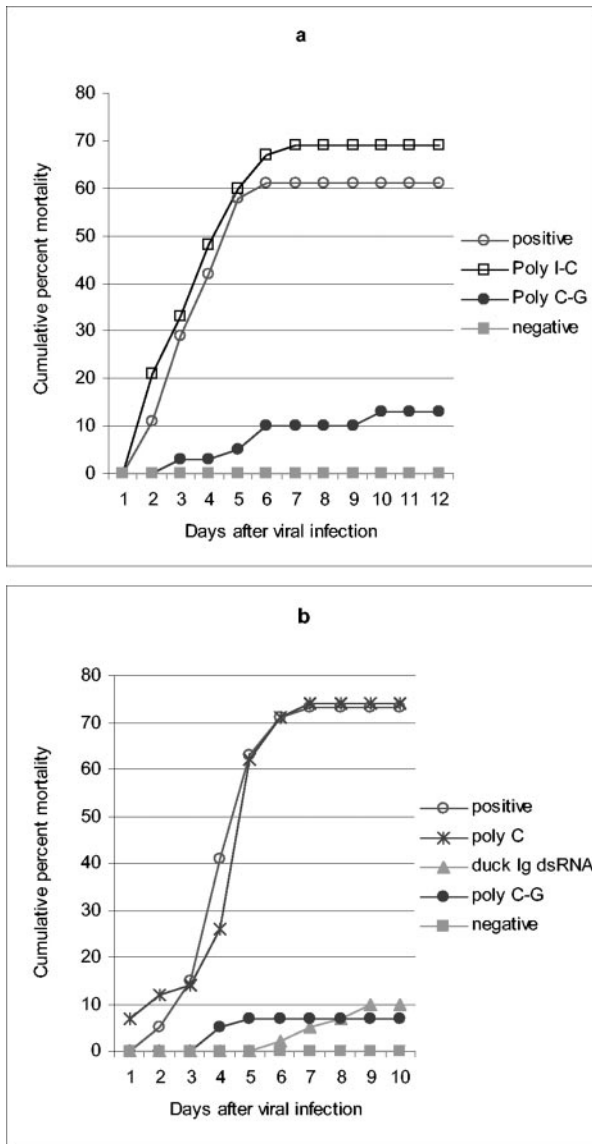 a
Cumulative percent mortality
80
70
60
50
40
30
20
10
0
1 2 3 4 5 6 7 8 9 10 11 12
Days after viral infection
positive
Poly I-C
Poly C-G
negative
b
Cumulative percent mortality
80
70
60
50
40
30
20
10
0
1 2 3 4 5 6 7 8 9 10
Days after viral infection
positive
poly C
duck Ig dsRNA
poly C-G
negative